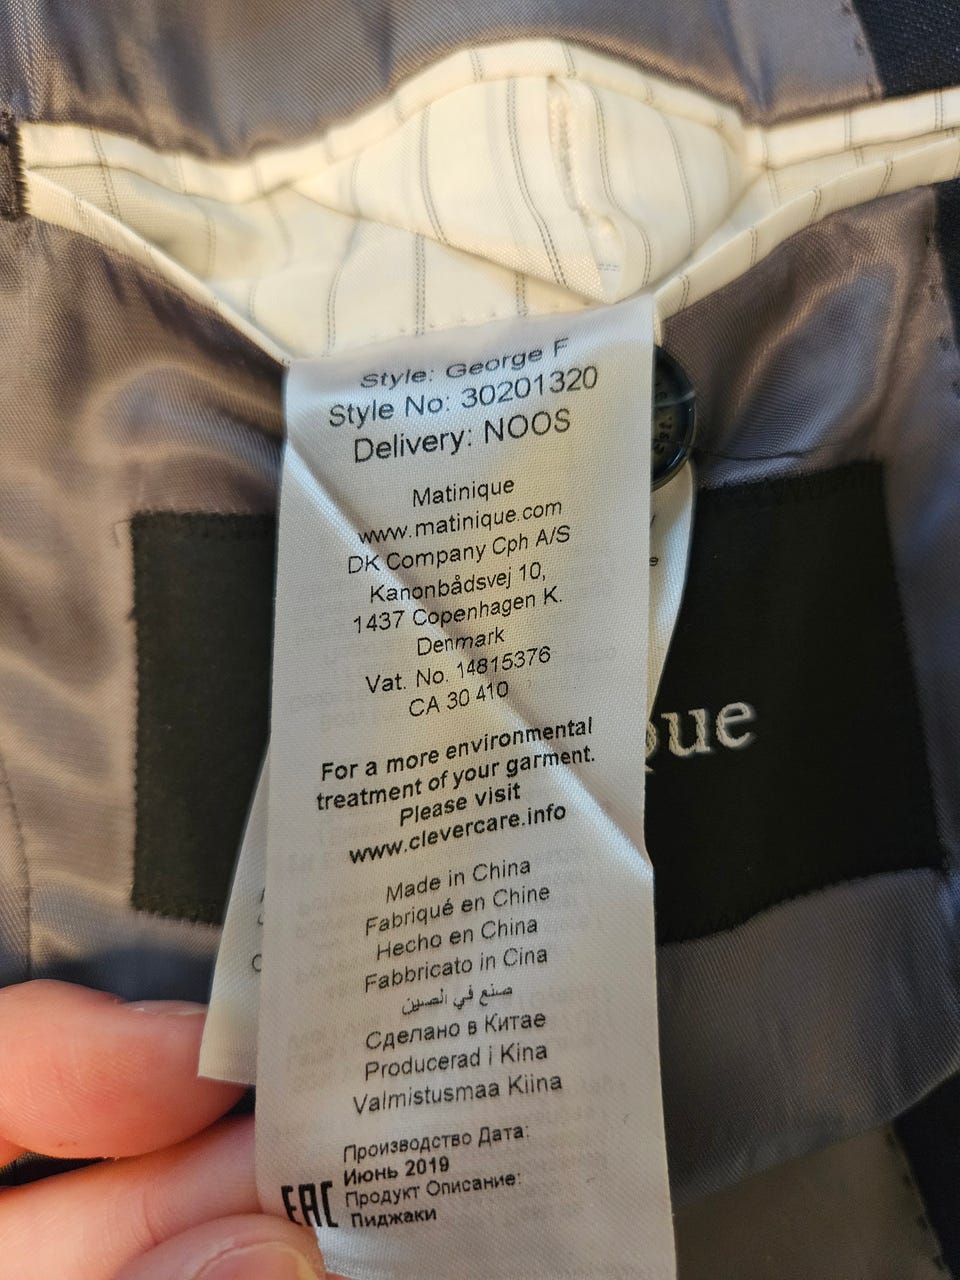 Style: George F
Style No: 30201320
Delivery: NOOS
Matinique
www.matinique.com
DK Company Cph A/S
Kanonbådsvej 10,
1437 Copenhagen K.
Denmark
Vat. No. 14815376
CA 30 410
For a more environmental
treatment of your garment.
Please visit
www.clevercare.info
Made in China
Fabriqué en Chine
Hecho en China
Fabbricato in Cina
صنع في الصين
Сделано в Китае
Producerad i Kina
Valmistusmaa Kiina
Производство Дата:
Июнь 2019
Продукт Описание:
Пиджаки
EAC
que